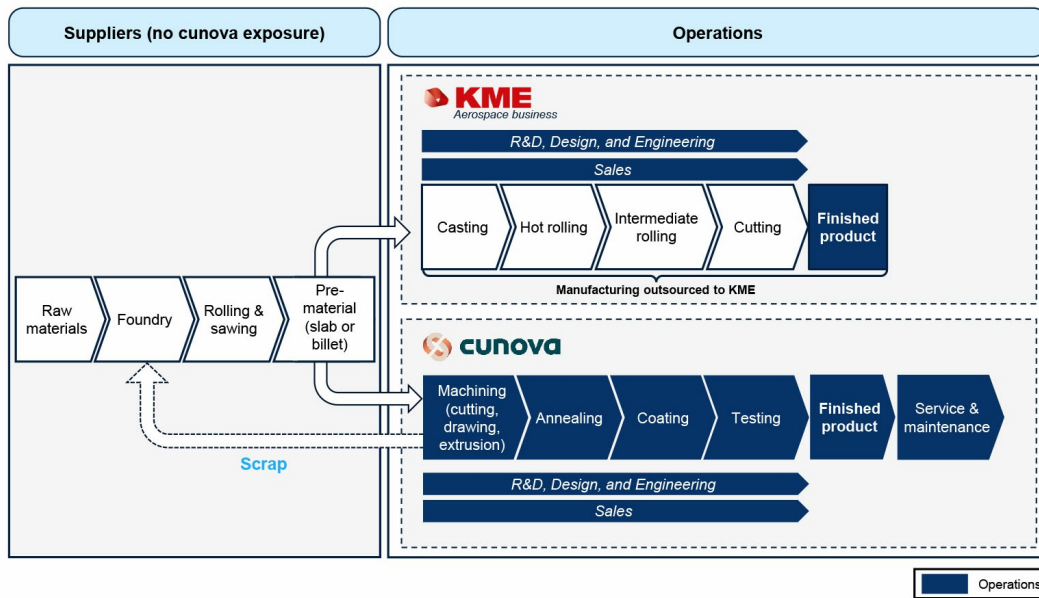 Suppliers (no cunova exposure)
Operations
KME
Aerospace business
R&D, Design, and Engineering
Sales
Casting
Hot rolling
Intermediate
rolling
Cutting
Finished
product
Manufacturing outsourced to KME
Raw
materials
Foundry
Rolling &
sawing
Pre-
material
(slab or
billet)
Scrap
cunova
Machining
(cutting,
drawing,
extrusion)
Annealing
Coating
Testing
Finished
product
Service &
maintenance
R&D, Design, and Engineering
Sales
Operations